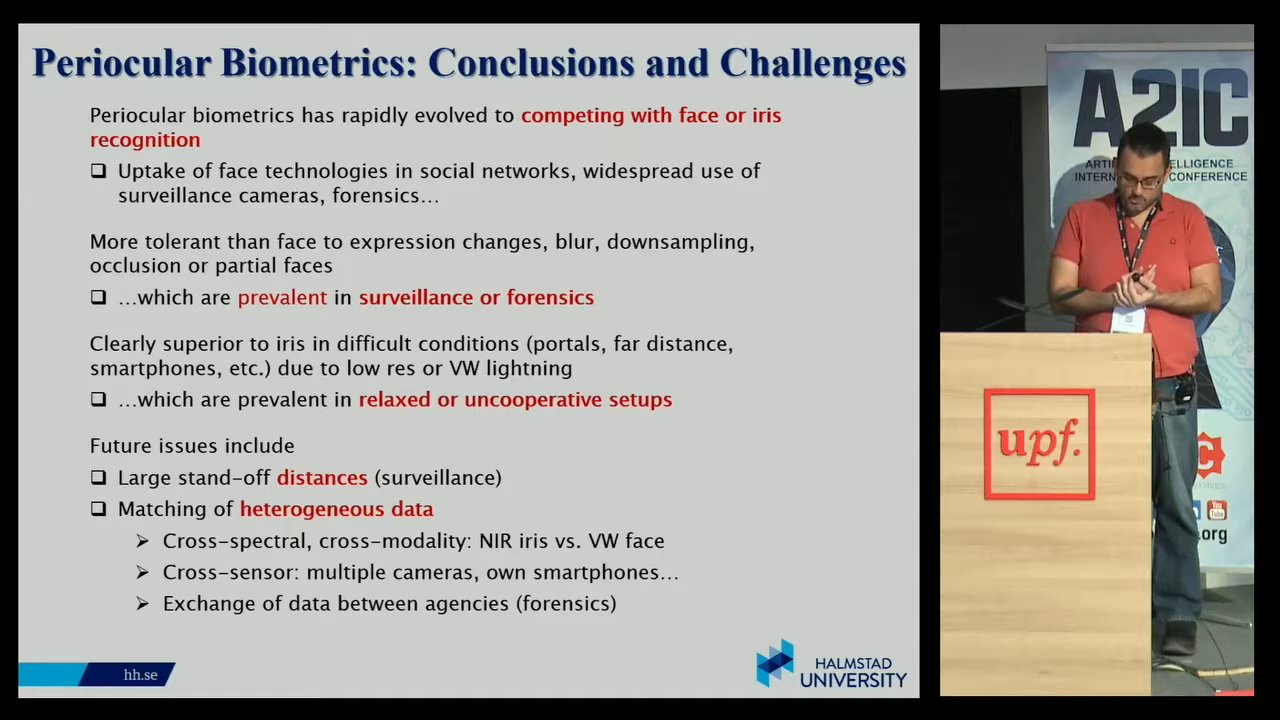 Periocular Biometrics: Conclusions and Challenges
Periocular biometrics has rapidly evolved to competing with face or iris
recognition
❑ Uptake of face technologies in social networks, widespread use of
surveillance cameras, forensics…
More tolerant than face to expression changes, blur, downsampling,
occlusion or partial faces
❑ …which are prevalent in surveillance or forensics
Clearly superior to iris in difficult conditions (portals, far distance,
smartphones, etc.) due to low res or VW lightning
❑ …which are prevalent in relaxed or uncooperative setups
Future issues include
❑ Large stand-off distances (surveillance)
❑ Matching of heterogeneous data
➢ Cross-spectral, cross-modality: NIR iris vs. VW face
➢ Cross-sensor: multiple cameras, own smartphones…
➢ Exchange of data between agencies (forensics)
hh.se
HALMSTAD
UNIVERSITY
A2IC
CONFERENCE
upf.
You
Tube
.org